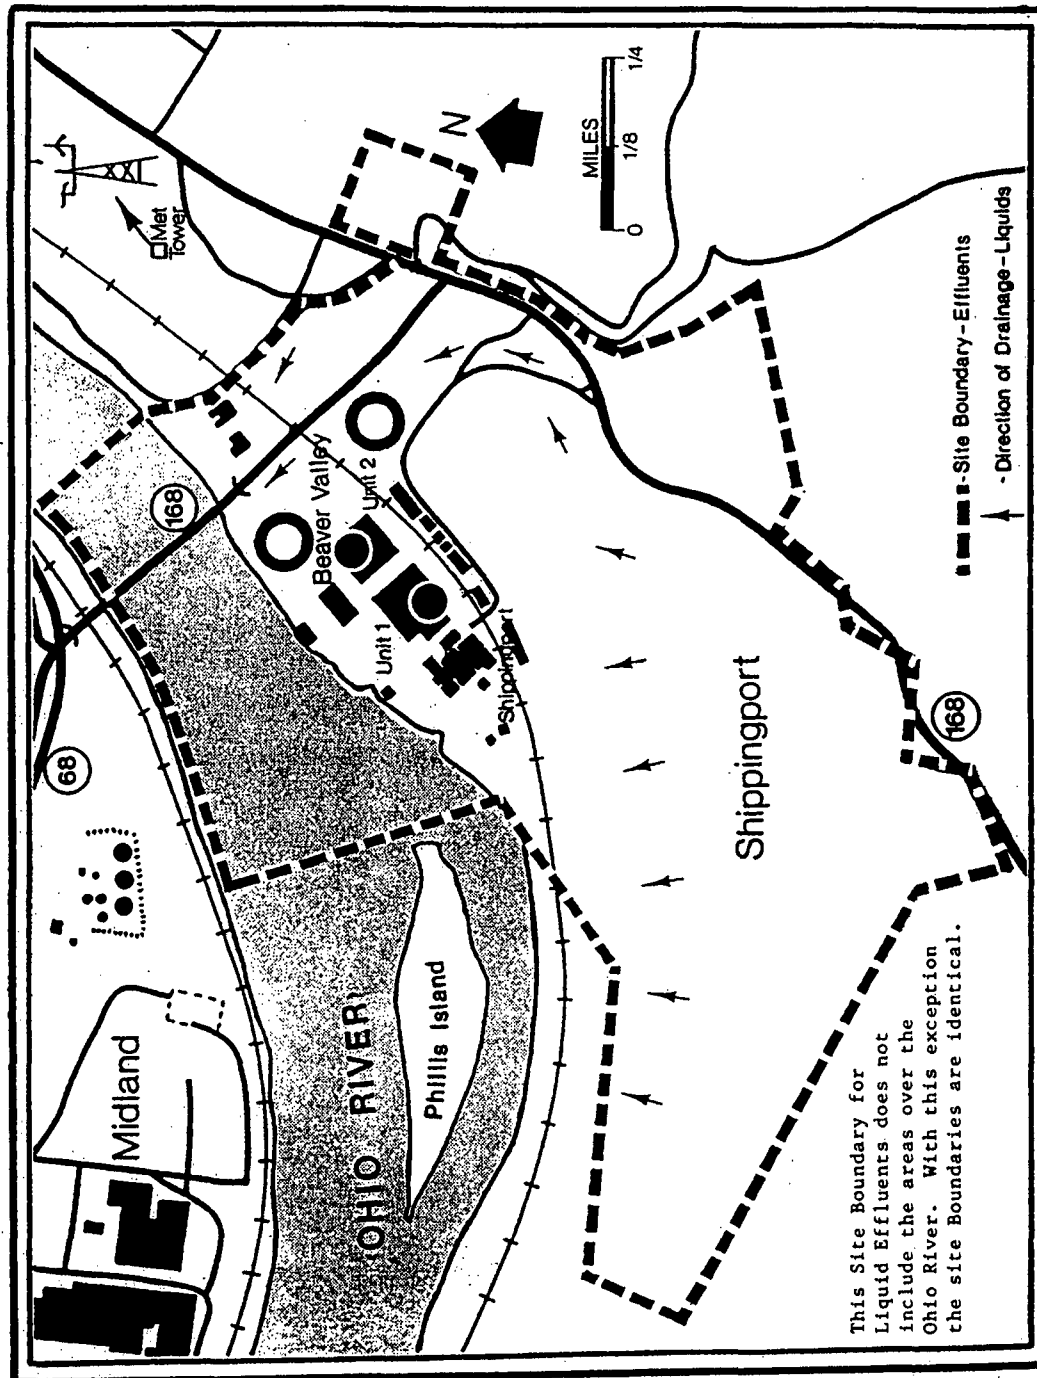 Midland
68
168
Met
Tower
N
MILES
0 1/8 1/4
OHIO RIVER
Phillis Island
Beaver Valley
Unit 2
Unit 1
Shippingport
Shippingport
168
This Site Boundary for
Liquid Effluents does not
include the areas over the
Ohio River. With this exception
the site Boundaries are identical.
-Site Boundary-Effluents
-Direction of Drainage-Liquids